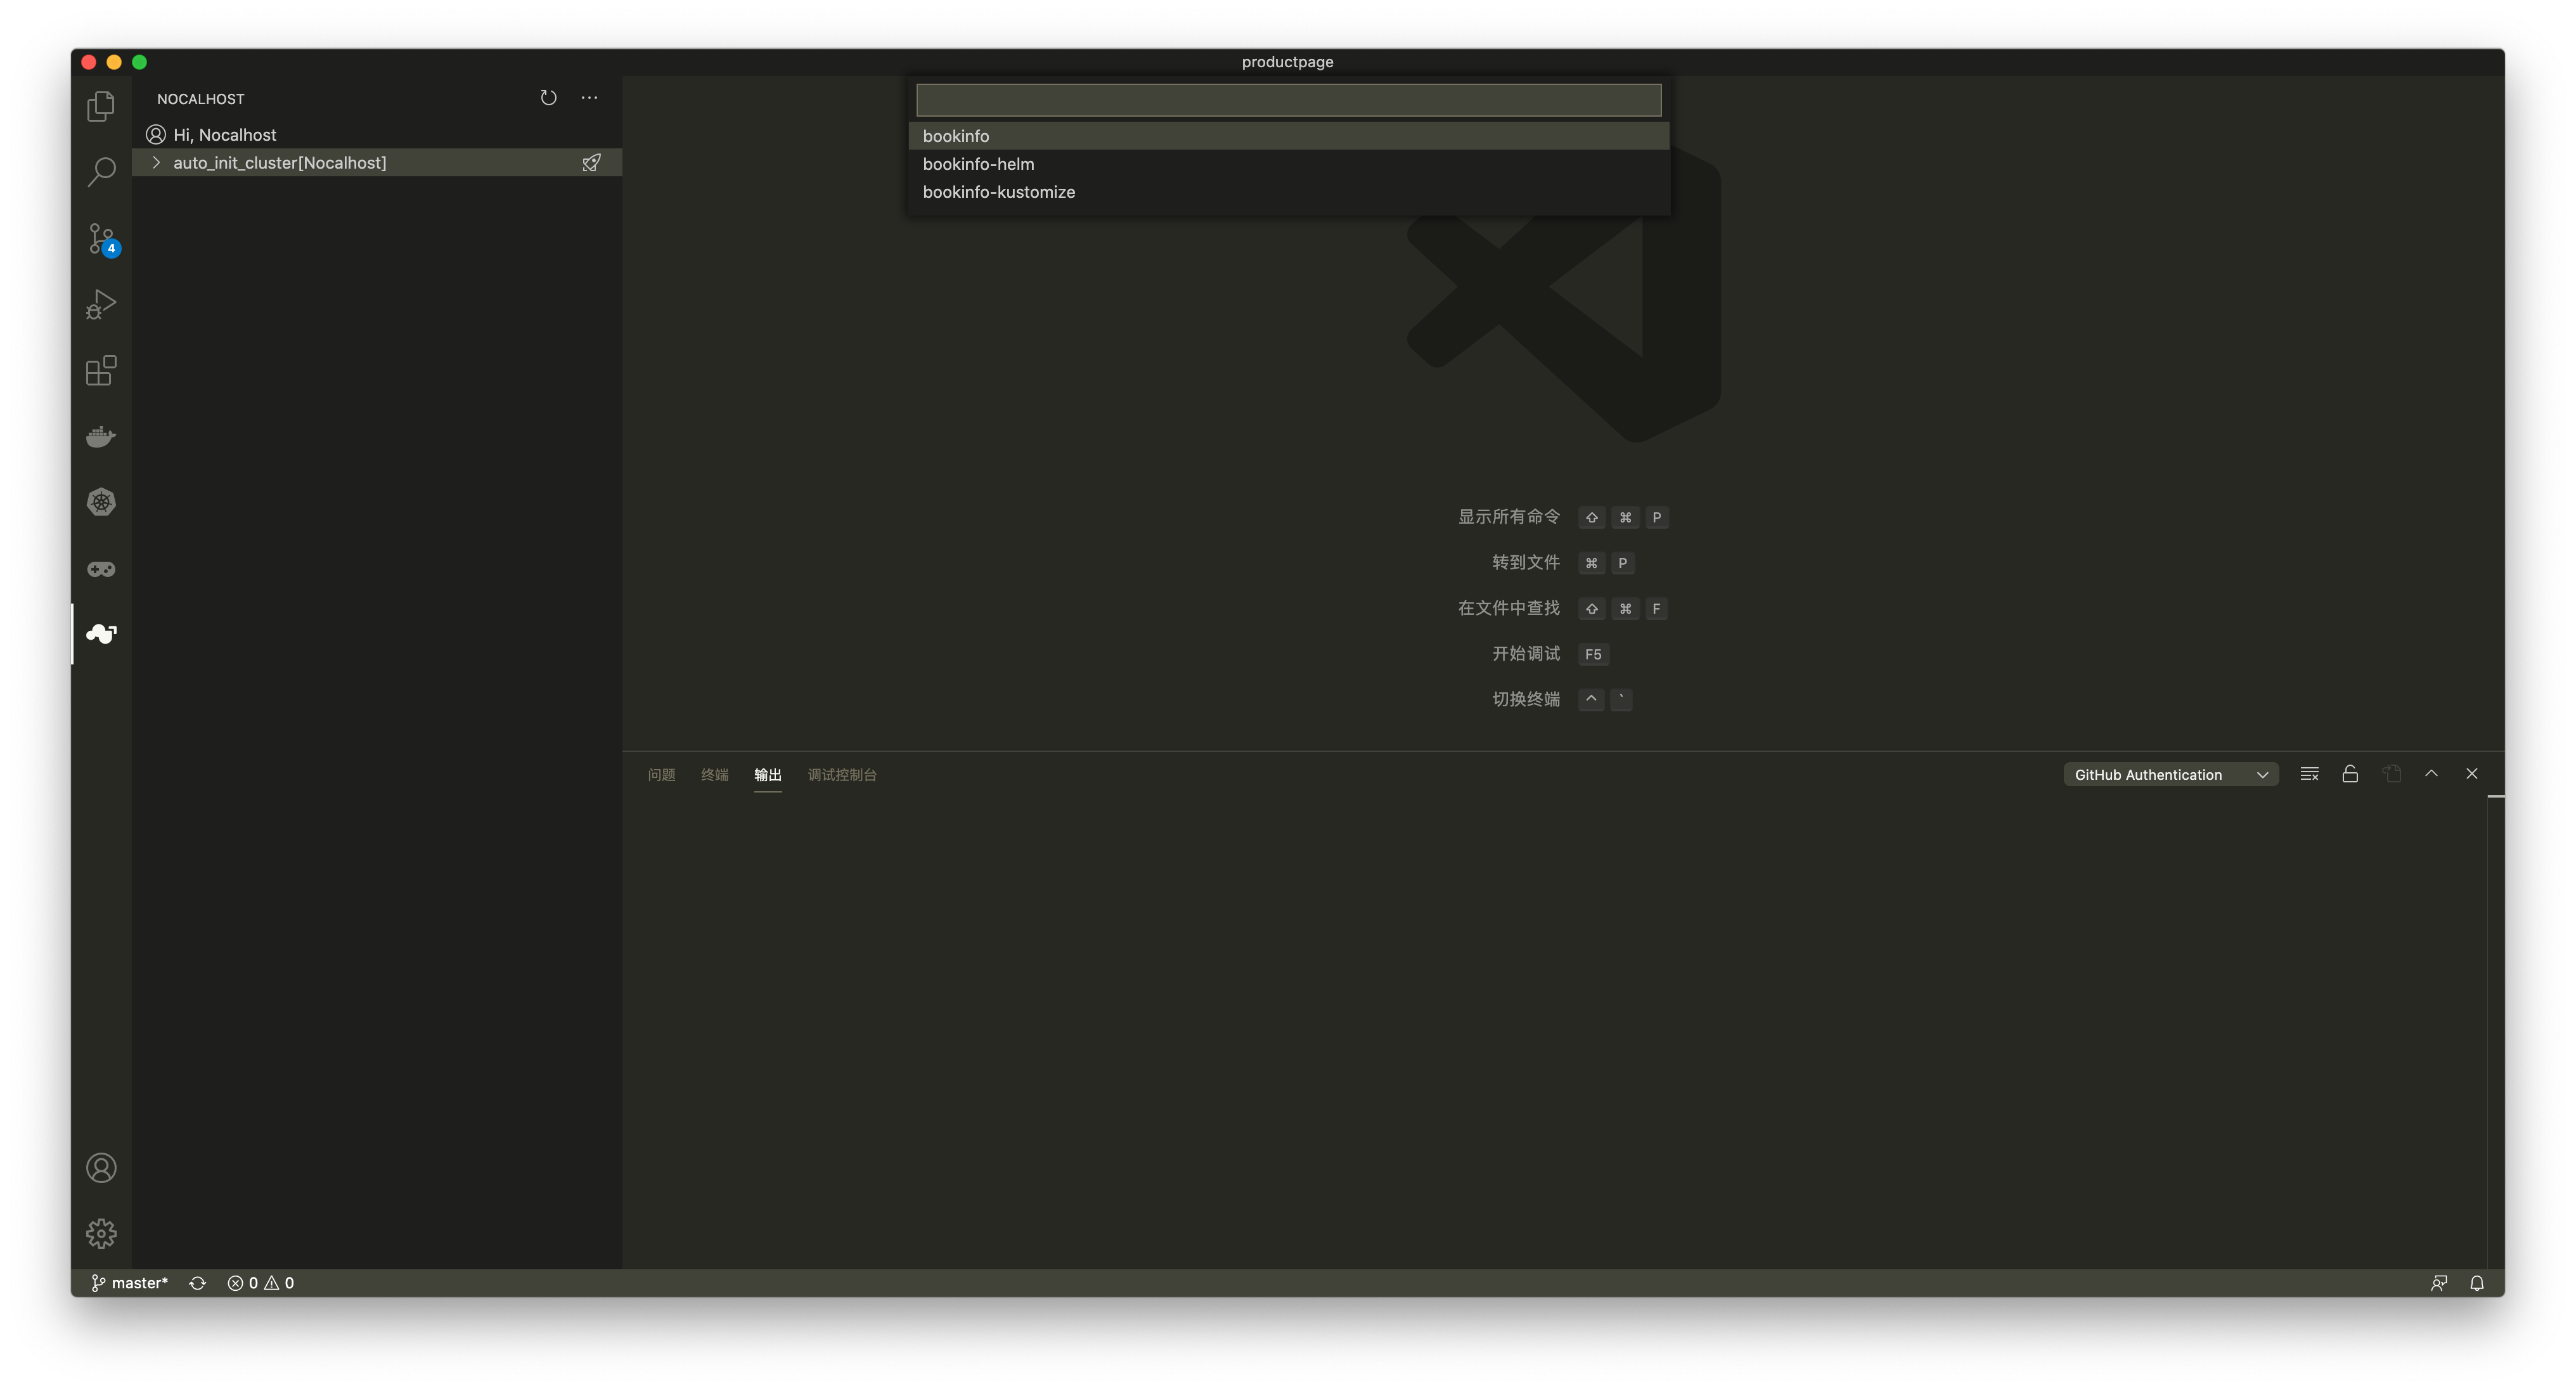 productpage
NOCALHOST
Hi, Nocalhost
auto_init_cluster[Nocalhost]
4
bookinfo
bookinfo-helm
bookinfo-kustomize
显示所有命令 ⇧ ⌘ P
转到文件 ⌘ P
在文件中查找 ⇧ ⌘ F
开始调试 F5
切换终端 ^ `
问题 终端 输出 调试控制台 GitHub Authentication
master* 0 0